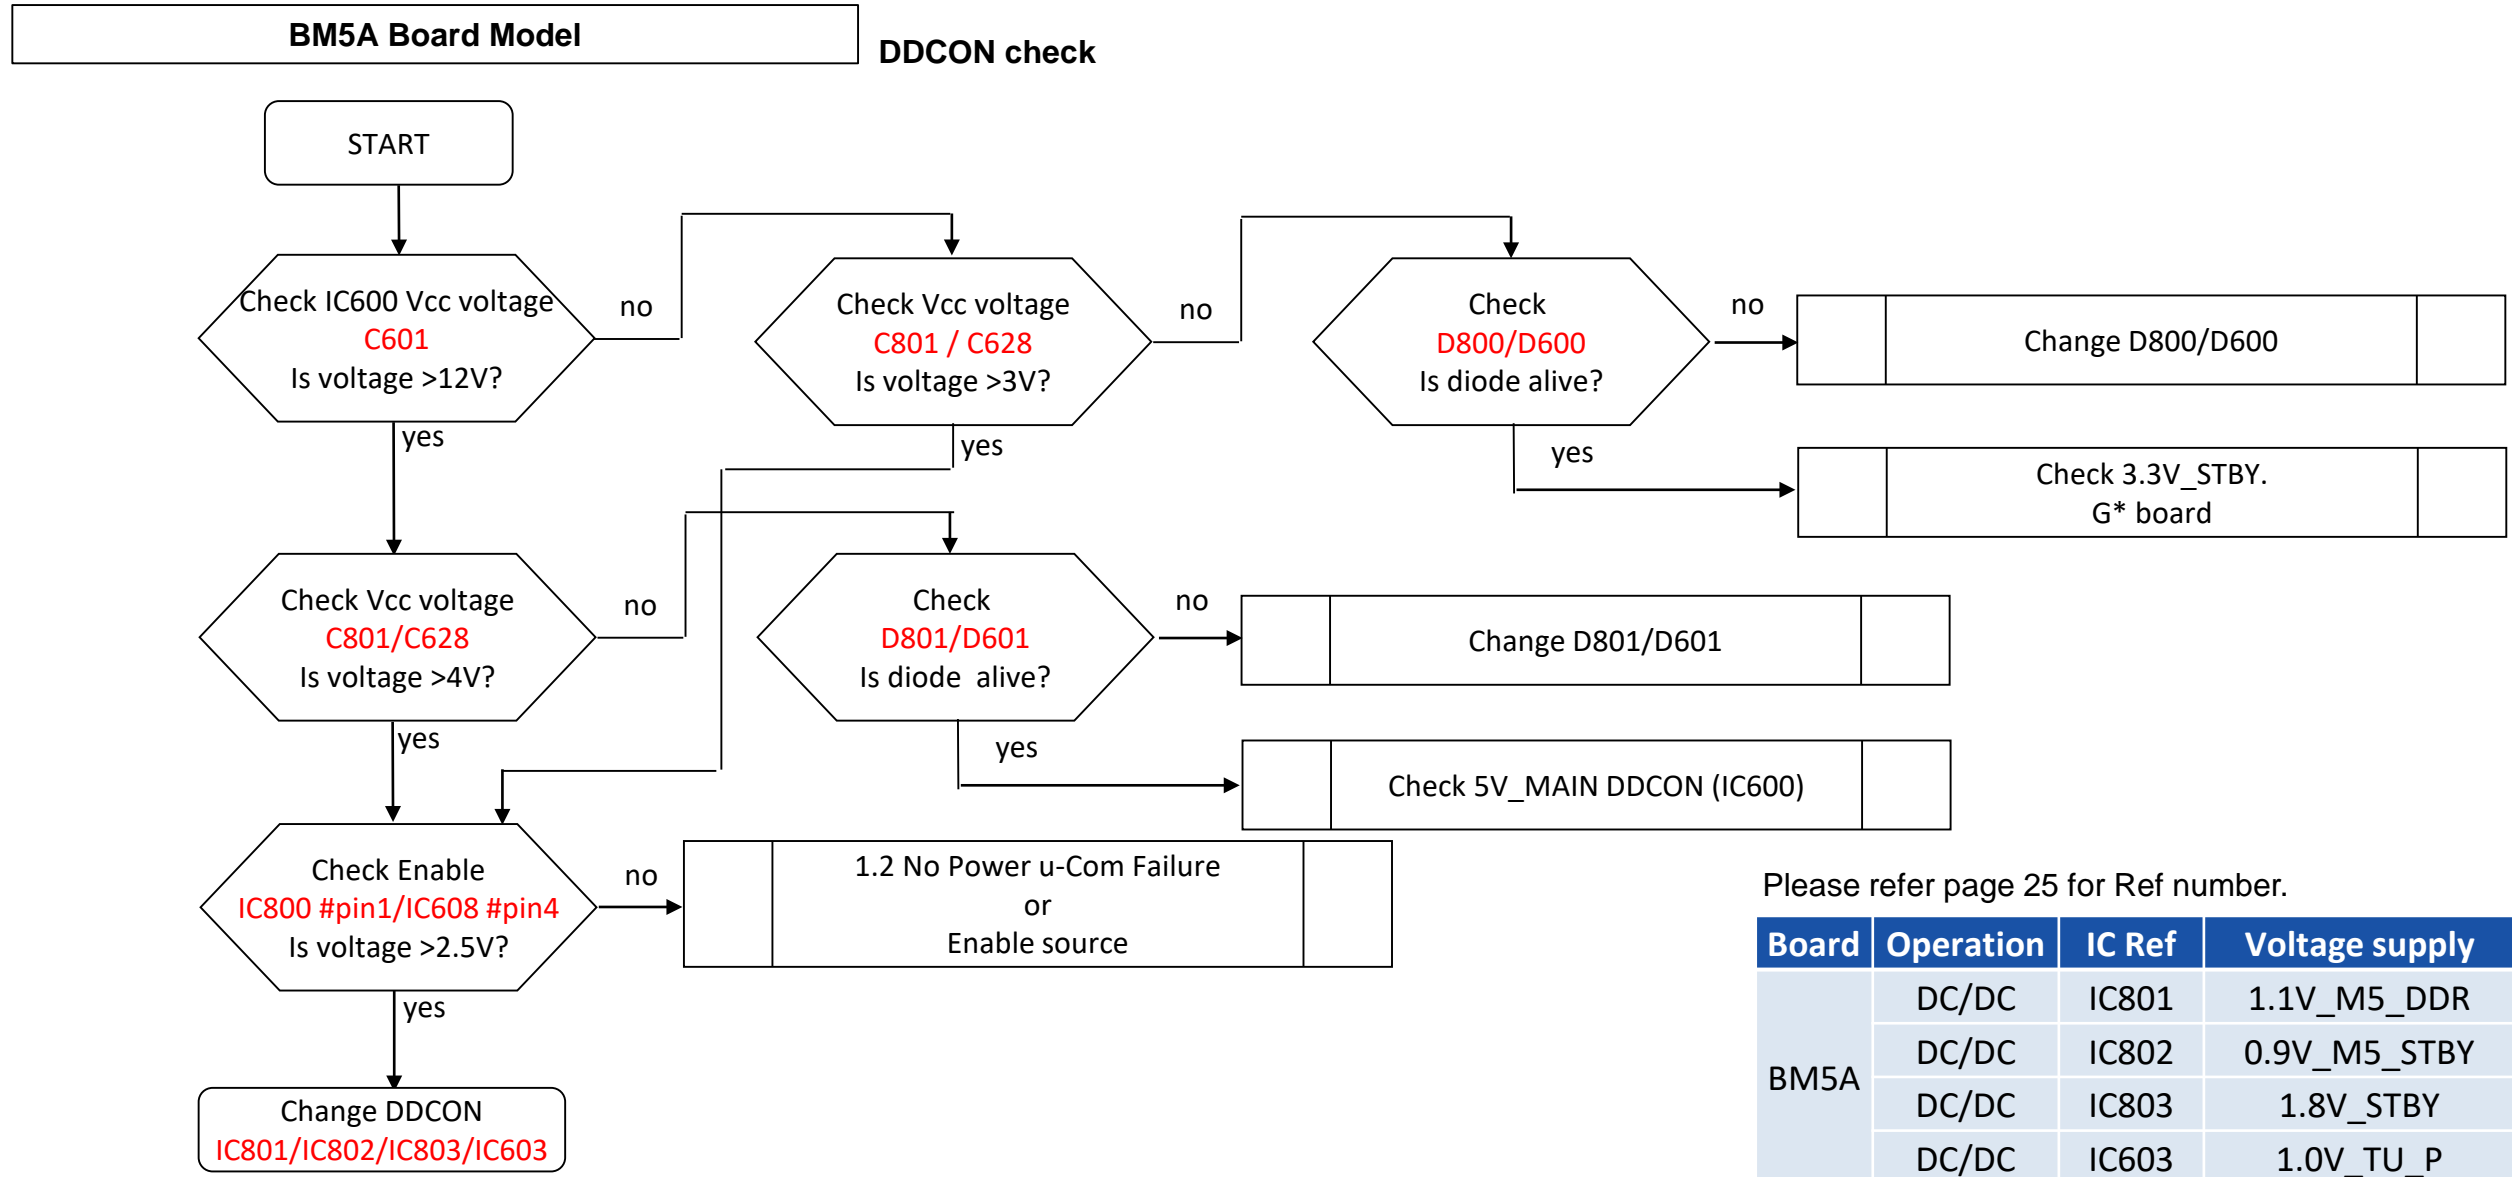 BM5A Board Model
DDCON check
START
Check IC600 Vcc voltage
C601
Is voltage >12V?
no
yes
Check Vcc voltage
C801 / C628
Is voltage >3V?
no
yes
Check
D800/D600
Is diode alive?
no
yes
Change D800/D600
Check 3.3V_STBY.
G* board
Check Vcc voltage
C801/C628
Is voltage >4V?
no
yes
Check
D801/D601
Is diode  alive?
no
yes
Change D801/D601
Check 5V_MAIN DDCON (IC600)
Check Enable
IC800 #pin1/IC608 #pin4
Is voltage >2.5V?
no
yes
1.2 No Power u-Com Failure
or
Enable source
Change DDCON
IC801/IC802/IC803/IC603
Please refer page 25 for Ref number.
Board Operation IC Ref Voltage supply
BM5A
DC/DC IC801 1.1V_M5_DDR
DC/DC IC802 0.9V_M5_STBY
DC/DC IC803 1.8V_STBY
DC/DC IC603 1.0V_TU_P